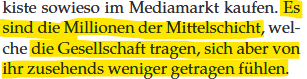 kiste sowieso im Mediamarkt kaufen. Es
sind die Millionen der Mittelschicht, wel-
che die Gesellschaft tragen, sich aber von
ihr zusehends weniger getragen fühlen.